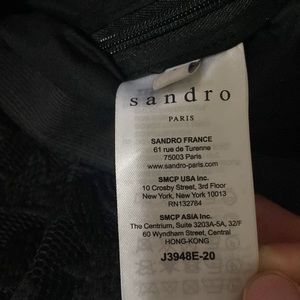 sandro
PARIS
SANDRO FRANCE
61 rue de Turenne
75003 Paris
www.sandro-paris.com
SMCP USA Inc.
10 Crosby Street, 3rd Floor
New York, New York 10013
RN132784
SMCP ASIA Inc.
The Centrium, Suite 3203A-5A, 32/F
60 Wyndham Street, Central
HONG-KONG
J3948E-20